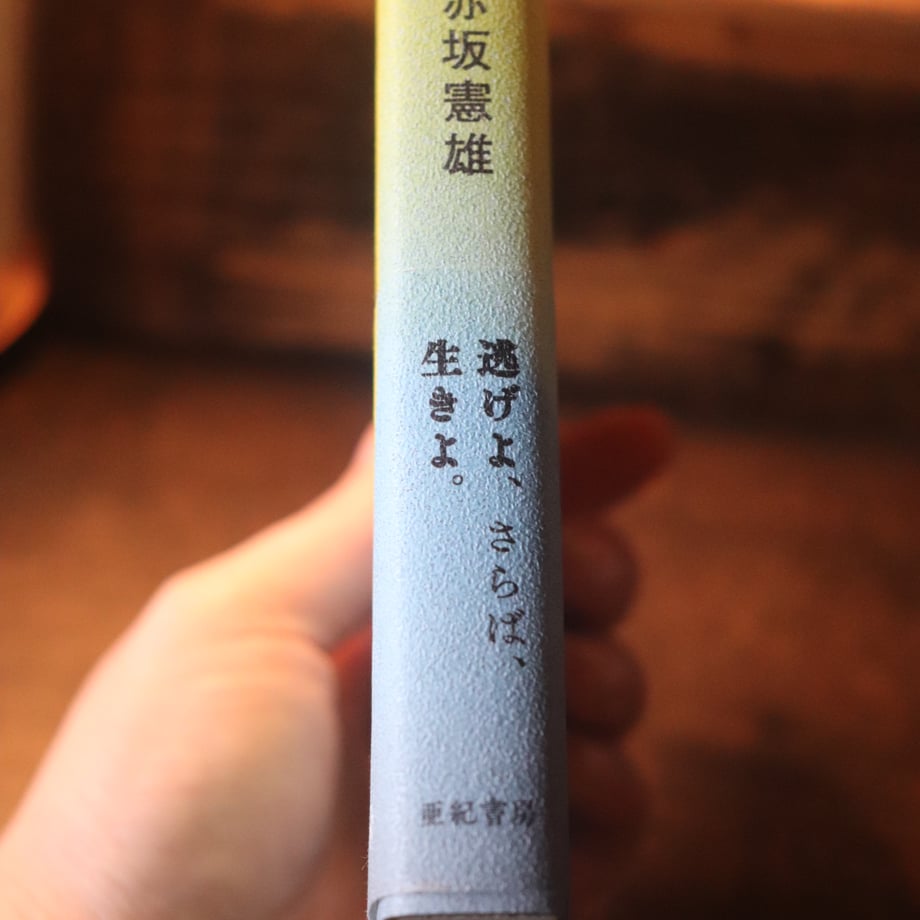 赤坂憲雄
逃げよ、さらば、
生きよ。
亜紀書房